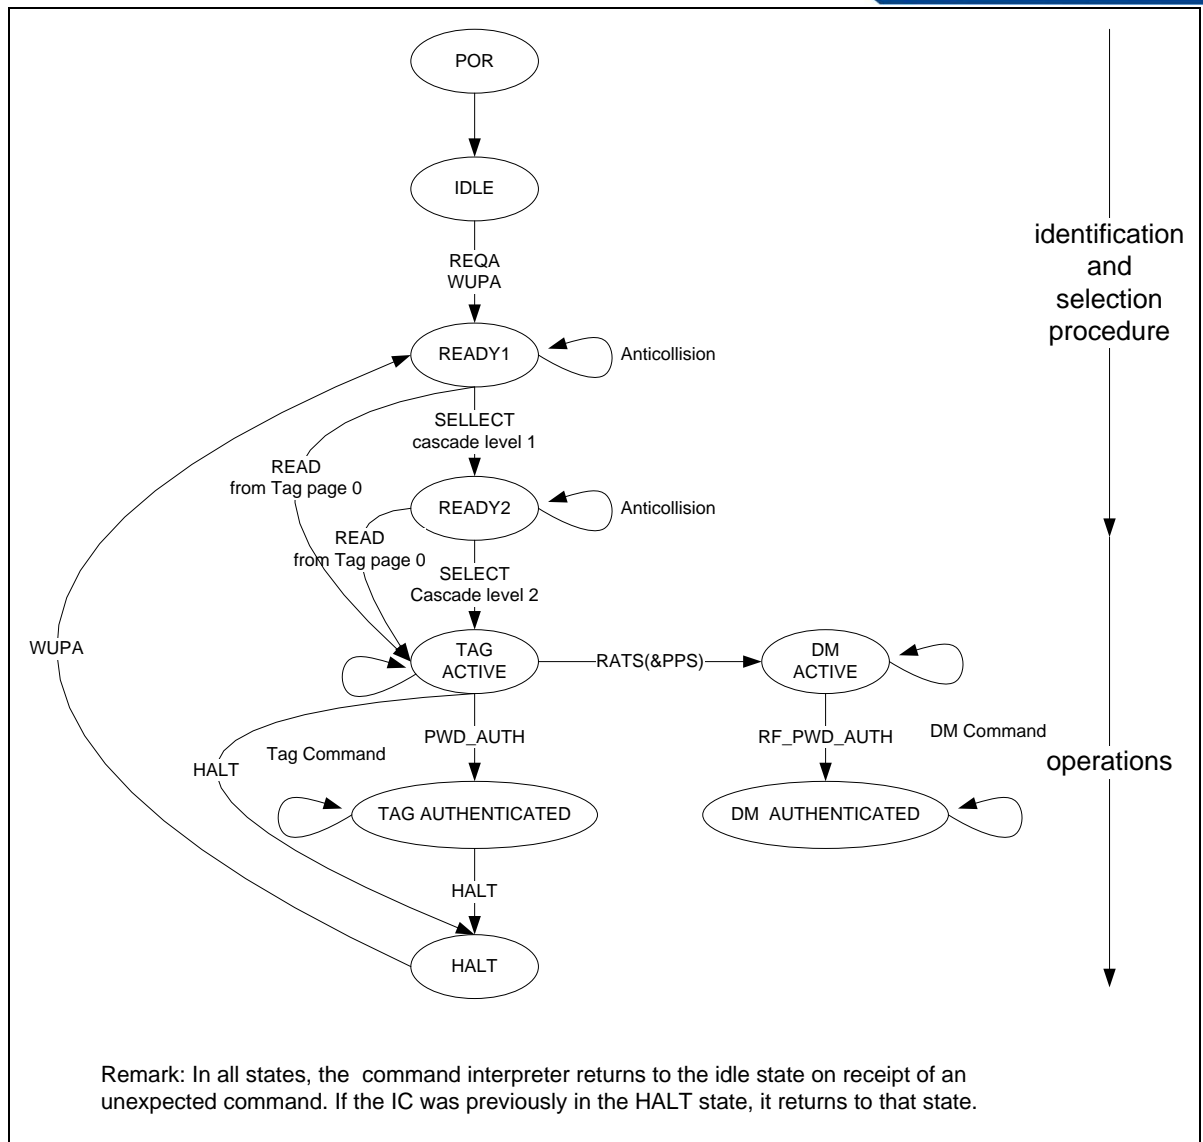 POR
IDLE
REQA
WUPA
identification
and
selection
procedure
READY1
Anticollision
SELLECT
cascade level 1
READ
from Tag page 0
READY2
Anticollision
READ
from Tag page 0
SELECT
Cascade level 2
WUPA
TAG
ACTIVE
RATS(&PPS)
DM
ACTIVE
HALT
Tag Command
PWD_AUTH
RF_PWD_AUTH
DM Command
operations
TAG AUTHENTICATED
DM AUTHENTICATED
HALT
HALT
Remark: In all states, the command interpreter returns to the idle state on receipt of an
unexpected command. If the IC was previously in the HALT state, it returns to that state.